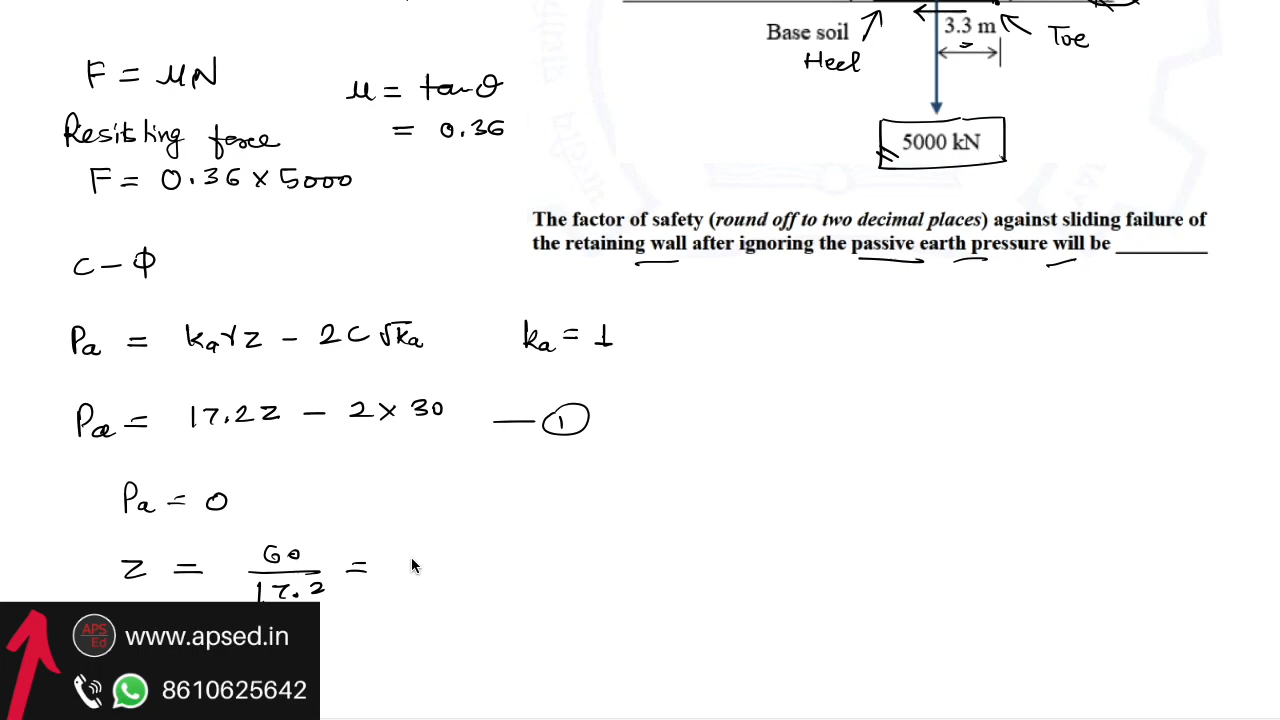 Base soil
Heel
3.3 m
Toe
5000 kN
F = μN
μ = tanθ
= 0.36
Resisting force
F = 0.36 × 5000
The factor of safety (round off to two decimal places) against sliding failure of
the retaining wall after ignoring the passive earth pressure will be ________
C - Φ
Pa = kaγz - 2C√ka
ka = 1
Pa = 17.2z - 2 × 30 — ①
Pa = 0
Z = 60/17.2 =
APS Ed
www.apsed.in
8610625642